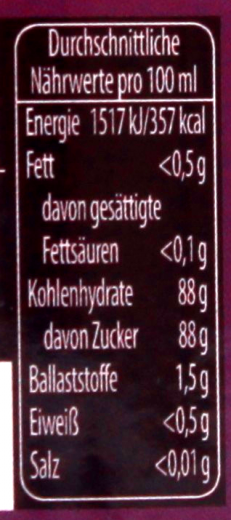 Durchschnittliche
Nährwerte pro 100 ml
Energie 1517 kJ/357 kcal
Fett <0,5 g
davon gesättigte
Fettsäuren <0,1 g
Kohlenhydrate 88 g
davon Zucker 88 g
Ballaststoffe 1,5 g
Eiweiß <0,5 g
Salz <0,01 g